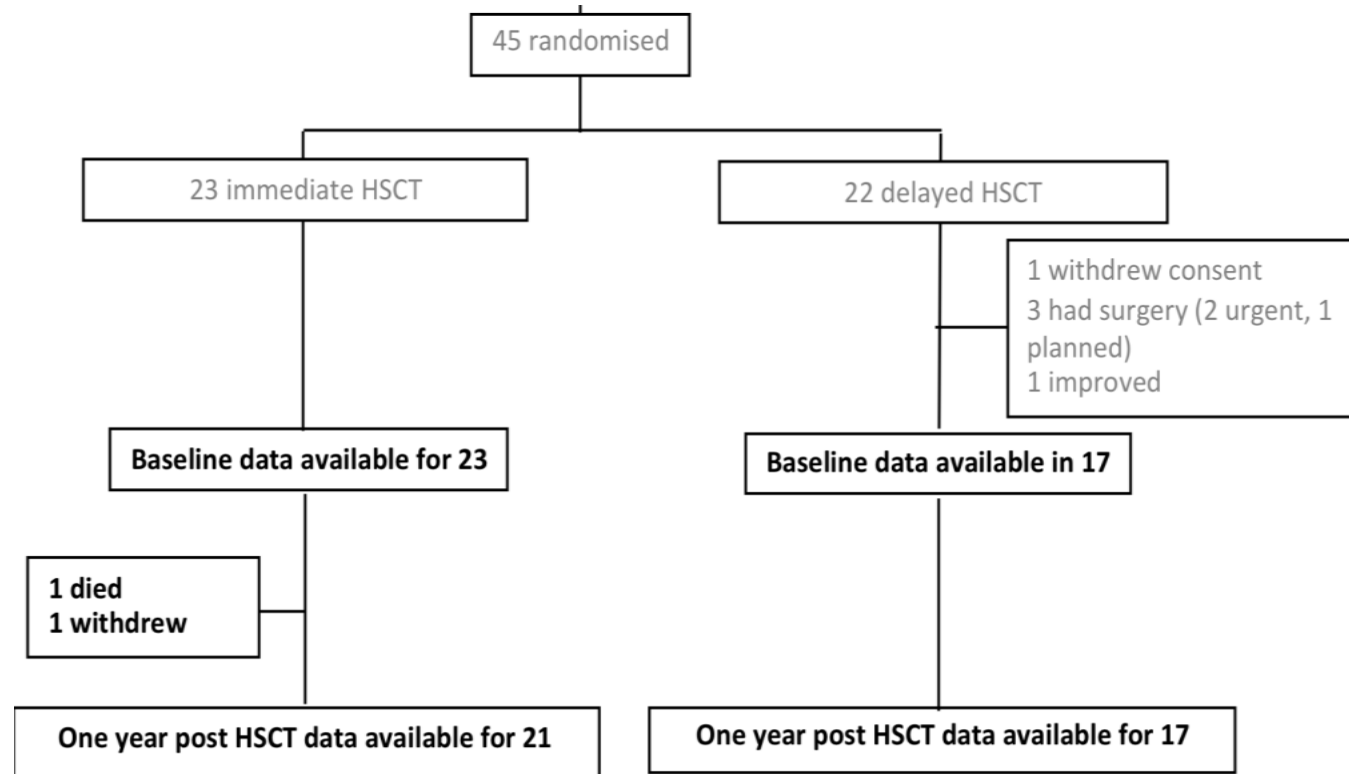 45 randomised
23 immediate HSCT
22 delayed HSCT
1 withdrew consent
3 had surgery (2 urgent, 1
planned)
1 improved
Baseline data available for 23
Baseline data available in 17
1 died
1 withdrew
One year post HSCT data available for 21
One year post HSCT data available for 17